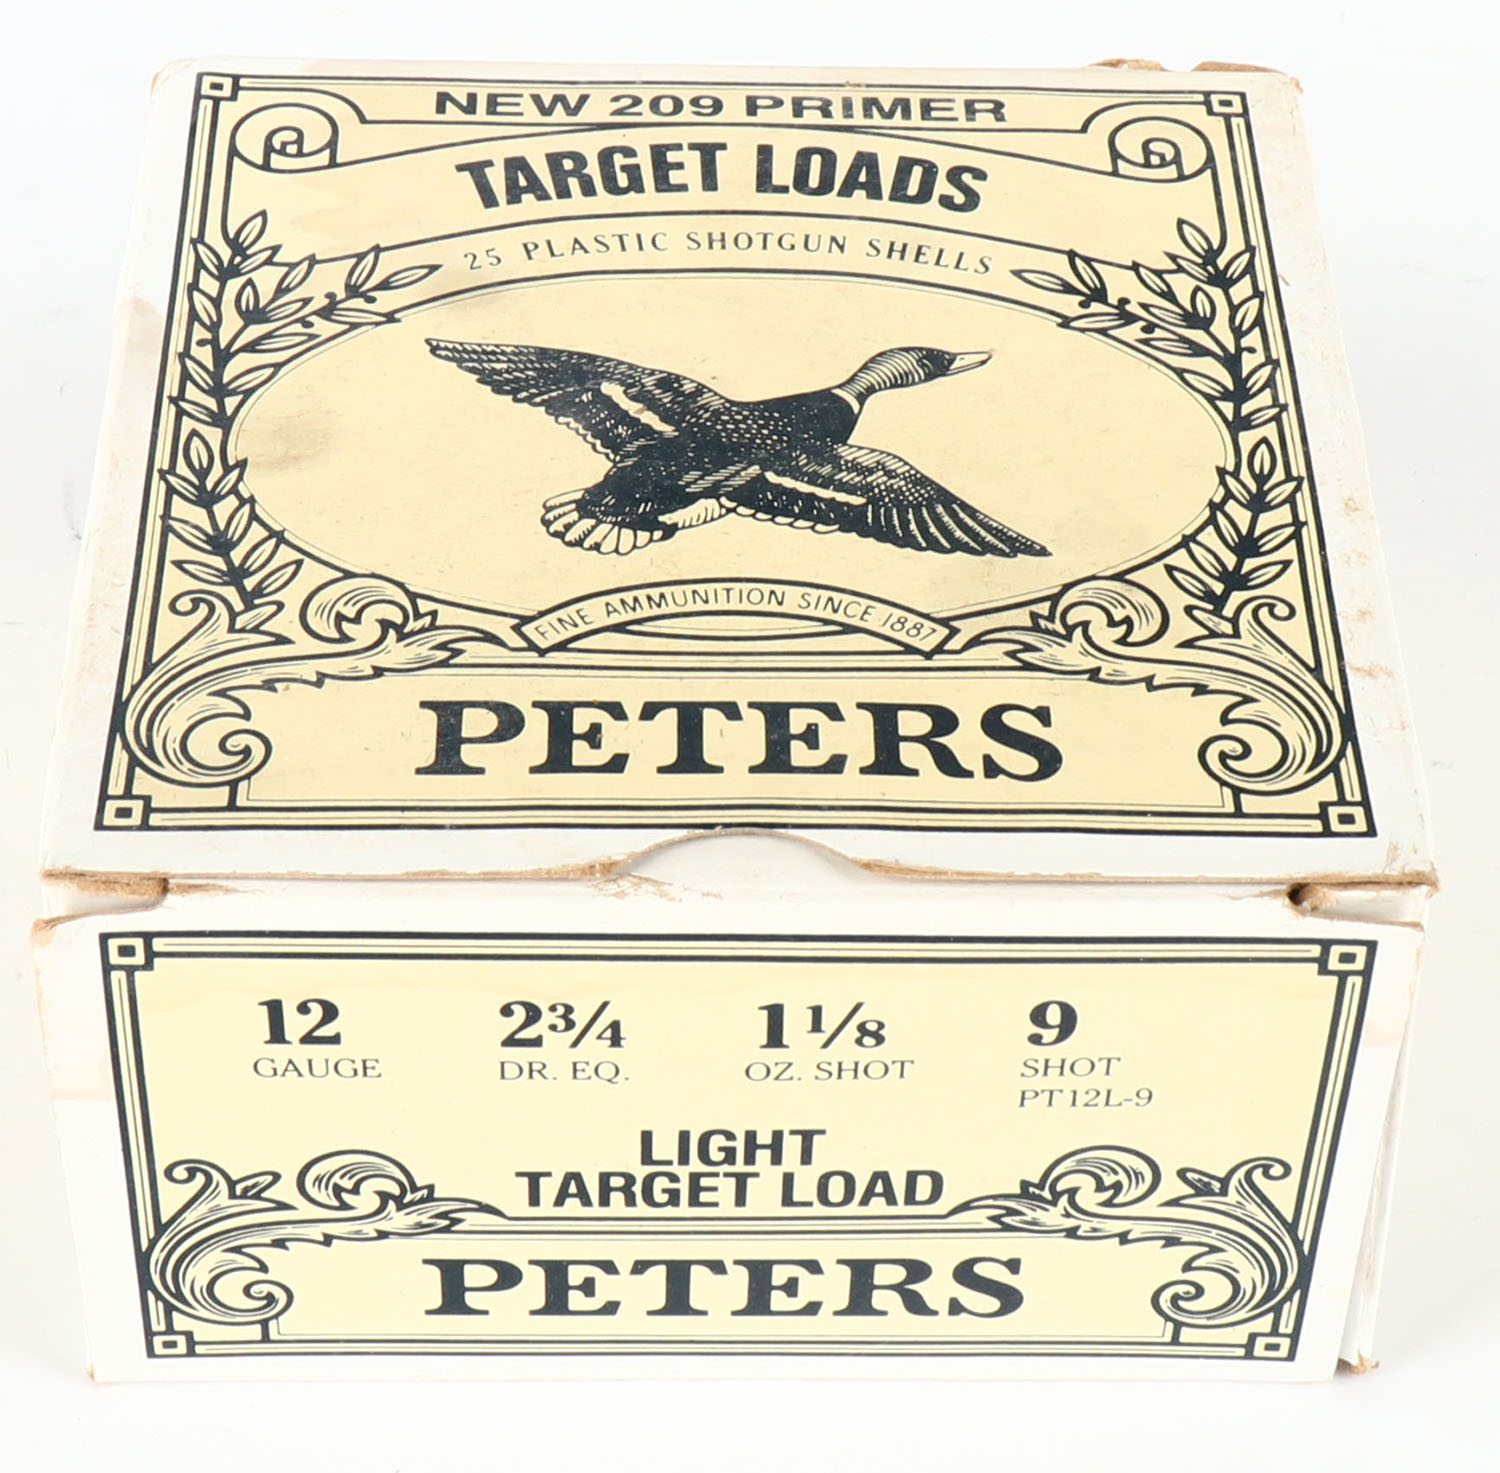 NEW 209 PRIMER
TARGET LOADS
25 PLASTIC SHOTGUN SHELLS
FINE AMMUNITION SINCE 1887
PETERS
12 2¾ 1⅛ 9
GAUGE DR. EQ. OZ. SHOT SHOT
PT12L-9
LIGHT
TARGET LOAD
PETERS